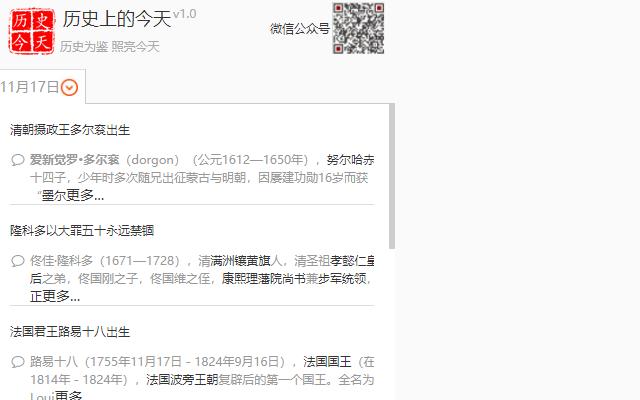 历史
今天
历史上的今天v1.0
历史为鉴 照亮今天
微信公众号
11月17日
清朝摄政王多尔衮出生
爱新觉罗·多尔衮（dorgon）（公元1612—1650年），努尔哈赤
十四子，少年时多次随兄出征蒙古与明朝，因屡建功勋16岁而获
“墨尔更多...
隆科多以大罪五十永远禁锢
佟佳·隆科多（1671—1728），清满洲镶黄旗人，清圣祖孝懿仁皇
后之弟，佟国刚之子，佟国维之侄，康熙理藩院尚书兼步军统领，
正更多...
法国君王路易十八出生
路易十八（1755年11月17日 - 1824年9月16日），法国国王（在
1814年 - 1824年），法国波旁王朝复辟后的第一个国王。全名为
Loui更多...